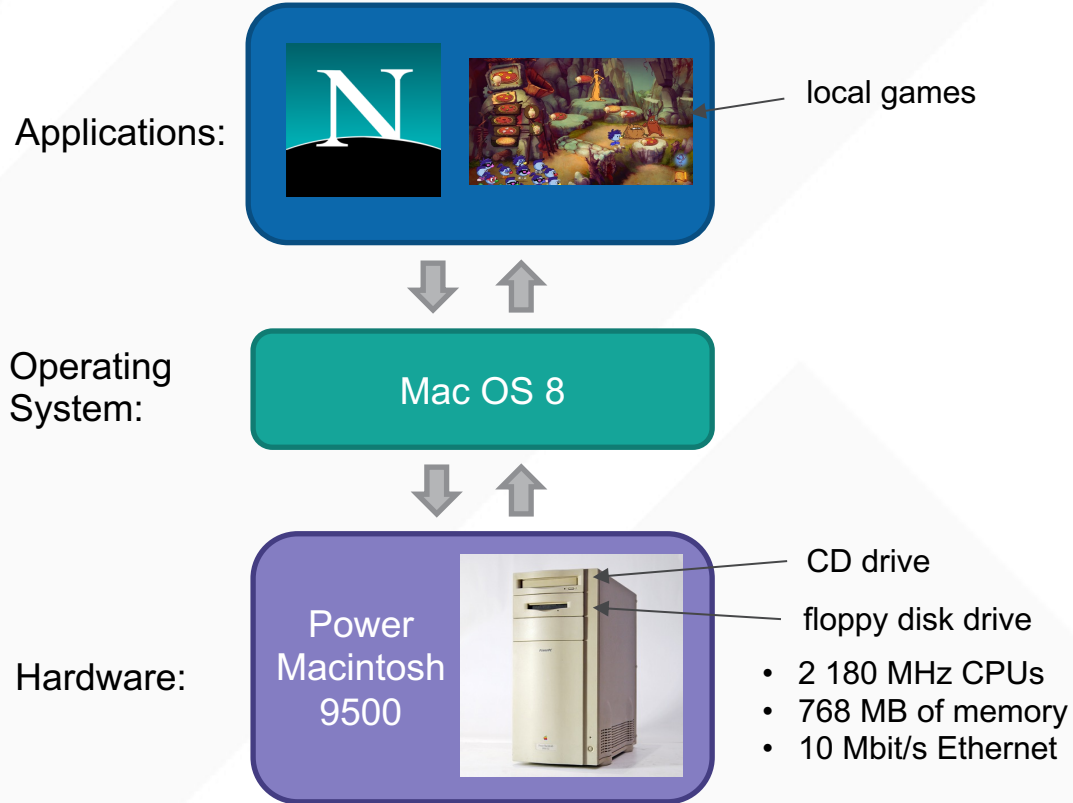 N
local games
Applications:
Operating
System:
Mac OS 8
Hardware:
Power
Macintosh
9500
CD drive
floppy disk drive
• 2 180 MHz CPUs
• 768 MB of memory
• 10 Mbit/s Ethernet